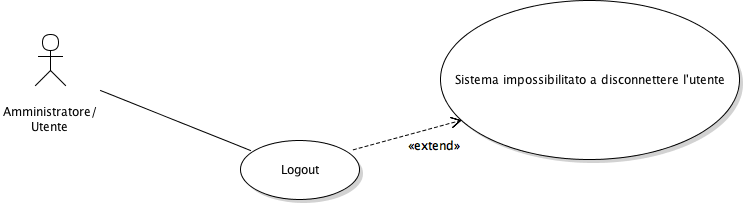 Sistema impossibilitato a disconnettere l'utente
Amministratore/
Utente
«extend»
Logout